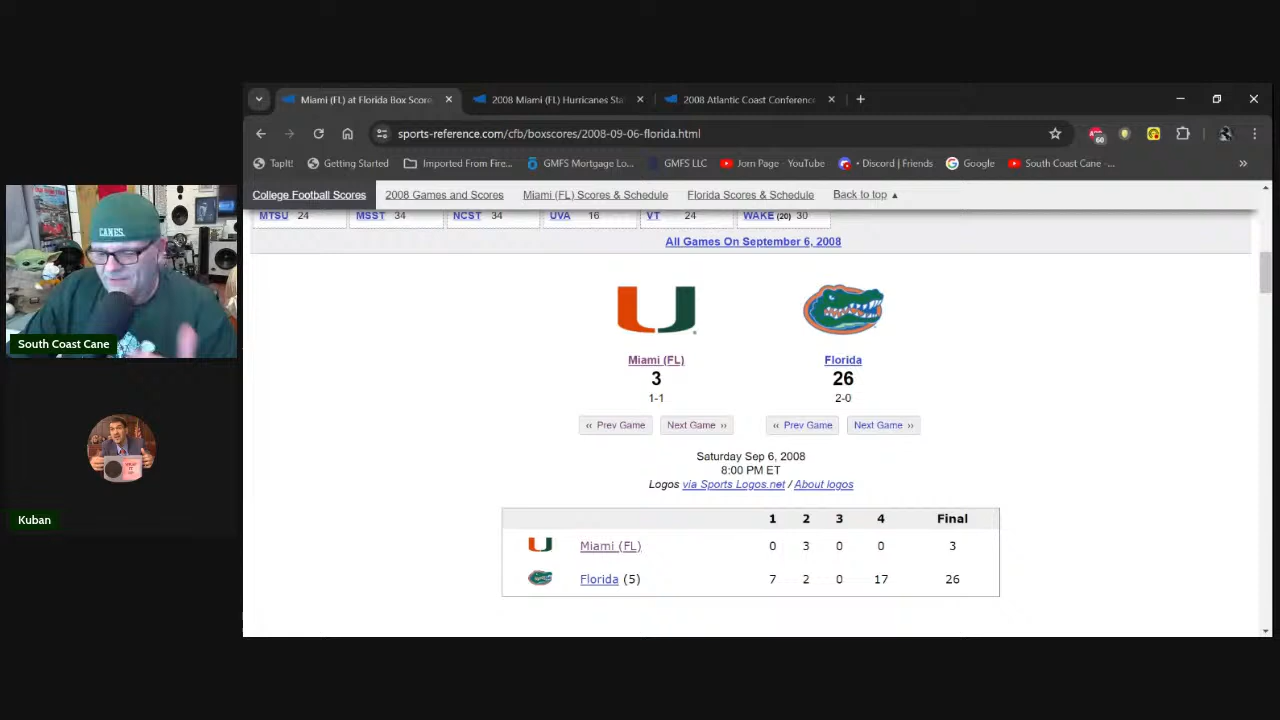 Miami (FL) at Florida Box Score
2008 Miami (FL) Hurricanes Sta
2008 Atlantic Coast Conference
sports-reference.com/cfb/boxscores/2008-09-06-florida.html
60
TapIt!
Getting Started
Imported From Fire...
GMFS Mortgage Lo...
GMFS LLC
Join Page - YouTube
• Discord | Friends
Google
South Coast Cane -...
»
College Football Scores
2008 Games and Scores
Miami (FL) Scores & Schedule
Florida Scores & Schedule
Back to top ▲
MTSU 24 MSST 34 NCST 34 UVA 16 VT 24 WAKE (20) 30
All Games On September 6, 2008
CANES.
South Coast Cane
Kuban
Miami (FL) Florida
3 26
1-1 2-0
‹‹ Prev Game Next Game ›› ‹‹ Prev Game Next Game ››
Saturday Sep 6, 2008
8:00 PM ET
Logos via Sports Logos.net / About logos
1 2 3 4 Final
Miami (FL) 0 3 0 0 3
Florida (5) 7 2 0 17 26